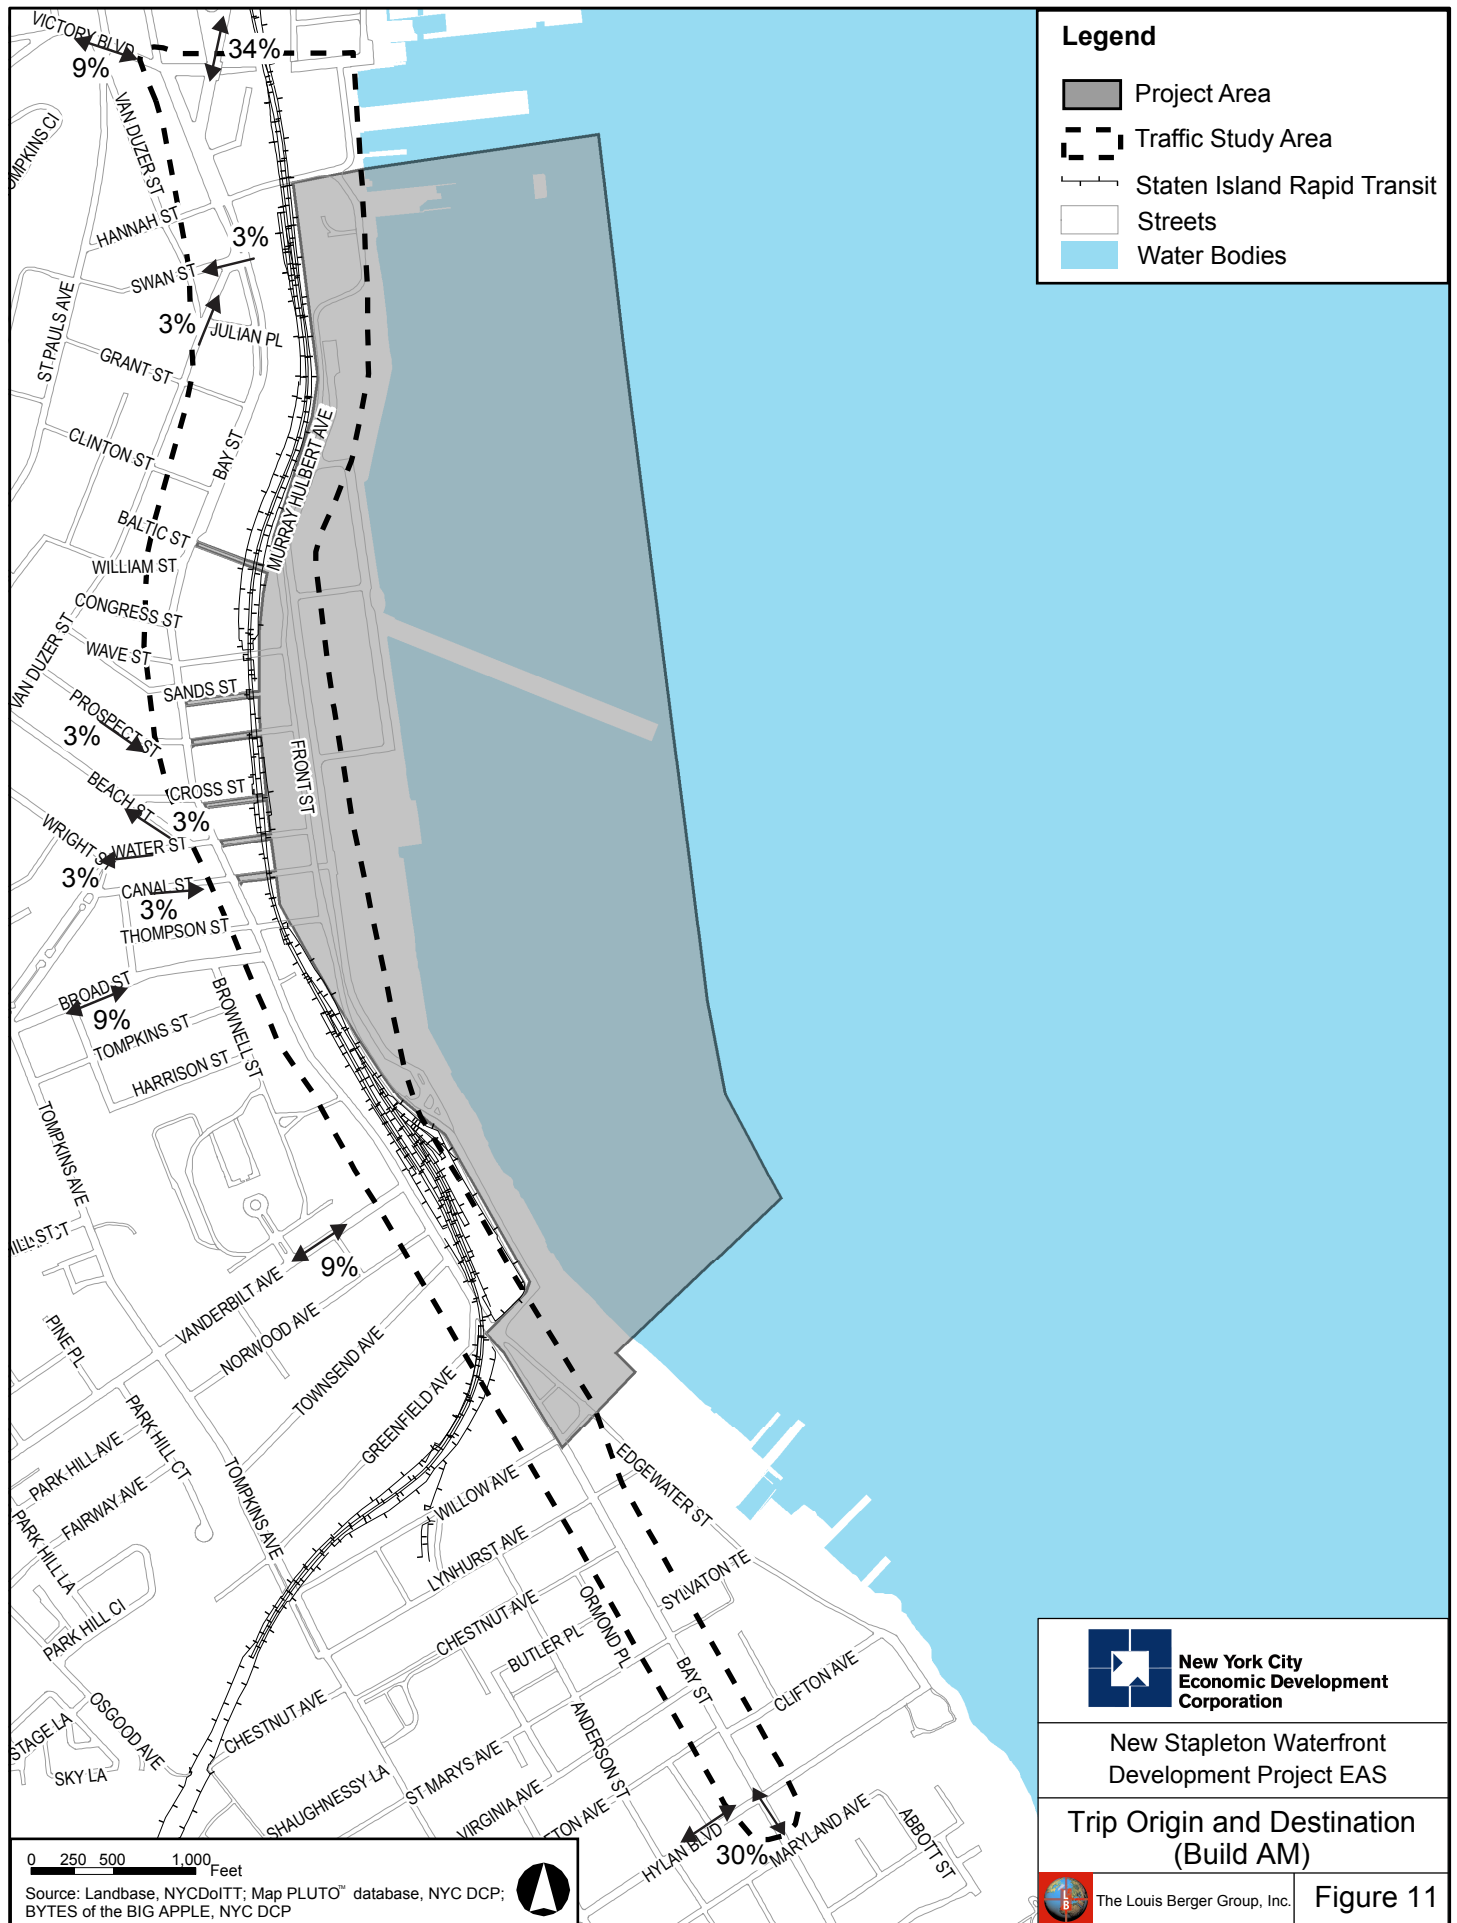 VICTORY BLVD
34%
9%
Legend
Project Area
Traffic Study Area
Staten Island Rapid Transit
Streets
Water Bodies
VAN DUZER ST
HANNAH ST
3%
SWAN ST
3%
JULIAN PL
ST PAULS AVE
GRANT ST
CLINTON ST
BAY ST
MURRAY HULBERT AVE
BALTIC ST
WILLIAM ST
CONGRESS ST
VAN DUZER ST
WAVE ST
SANDS ST
PROSPECT ST
3%
FRONT ST
BEACH ST
CROSS ST
3%
WRIGHT
WATER ST
3%
CANAL ST
3%
THOMPSON ST
BROAD ST
9%
BROWNELL ST
TOMPKINS ST
HARRISON ST
TOMPKINS AVE
9%
VANDERBILT AVE
NORWOOD AVE
PINE PL
TOWNSEND AVE
GREENFIELD AVE
PARK HILL AVE
PARK HILL CT
FAIRWAY AVE
TOMPKINS AVE
PARK HILL LA
WILLOW AVE
EDGEWATER ST
LYNHURST AVE
SYLVATON TE
CHESTNUT AVE
ORMOND PL
PARK HILL CI
BUTLER PL
BAY ST
CLIFTON AVE
OSGOOD AVE
CHESTNUT AVE
ANDERSON ST
STAGE LA
SKY LA
ST MARYS AVE
SHAUGHNESSY LA
VIRGINIA AVE
TON AVE
HYLAN BLVD
30%
MARYLAND AVE
ABBOTT ST
New York City
Economic Development
Corporation
New Stapleton Waterfront
Development Project EAS
Trip Origin and Destination
(Build AM)
The Louis Berger Group, Inc.
Figure 11
0 250 500 1,000
Feet
Source: Landbase, NYCDoITT; Map PLUTO™ database, NYC DCP;
BYTES of the BIG APPLE, NYC DCP